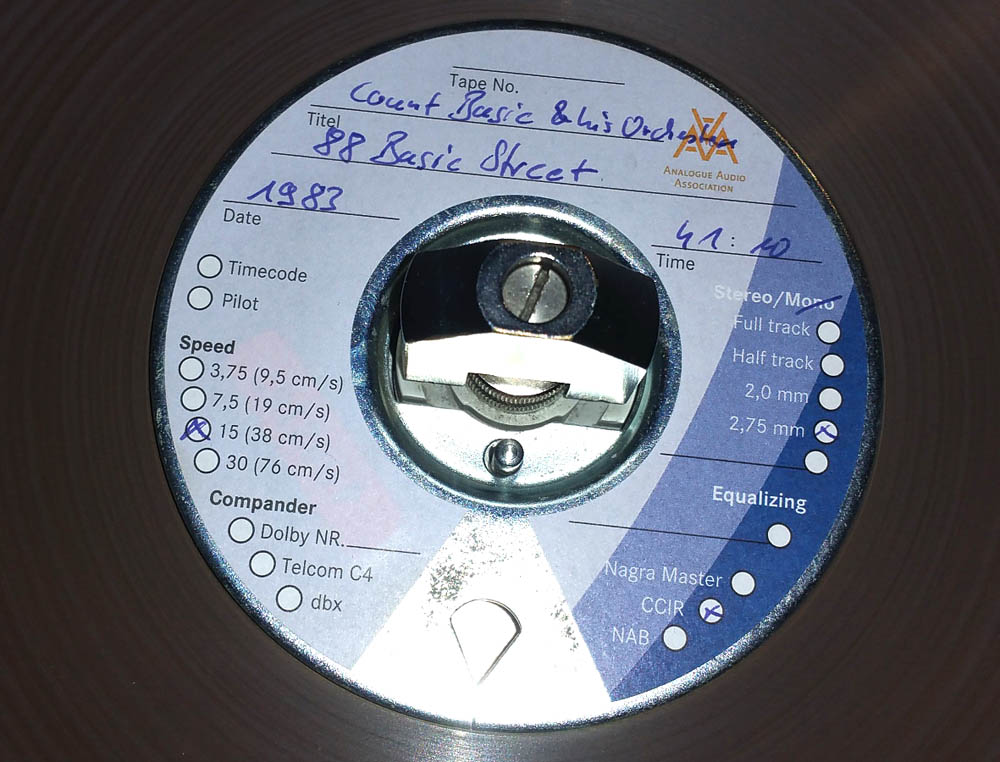 Tape No.
Count Basie & his Orchestra
Titel
88 Basie Street
AAA
ANALOGUE AUDIO
ASSOCIATION
1983
Date
41:10
Time
Timecode
Pilot
Speed
3,75 (9,5 cm/s)
7,5 (19 cm/s)
15 (38 cm/s)
30 (76 cm/s)
Compander
Dolby NR.
Telcom C4
dbx
Stereo/Mono
Full track
Half track
2,0 mm
2,75 mm
Equalizing
Nagra Master
CCIR
NAB